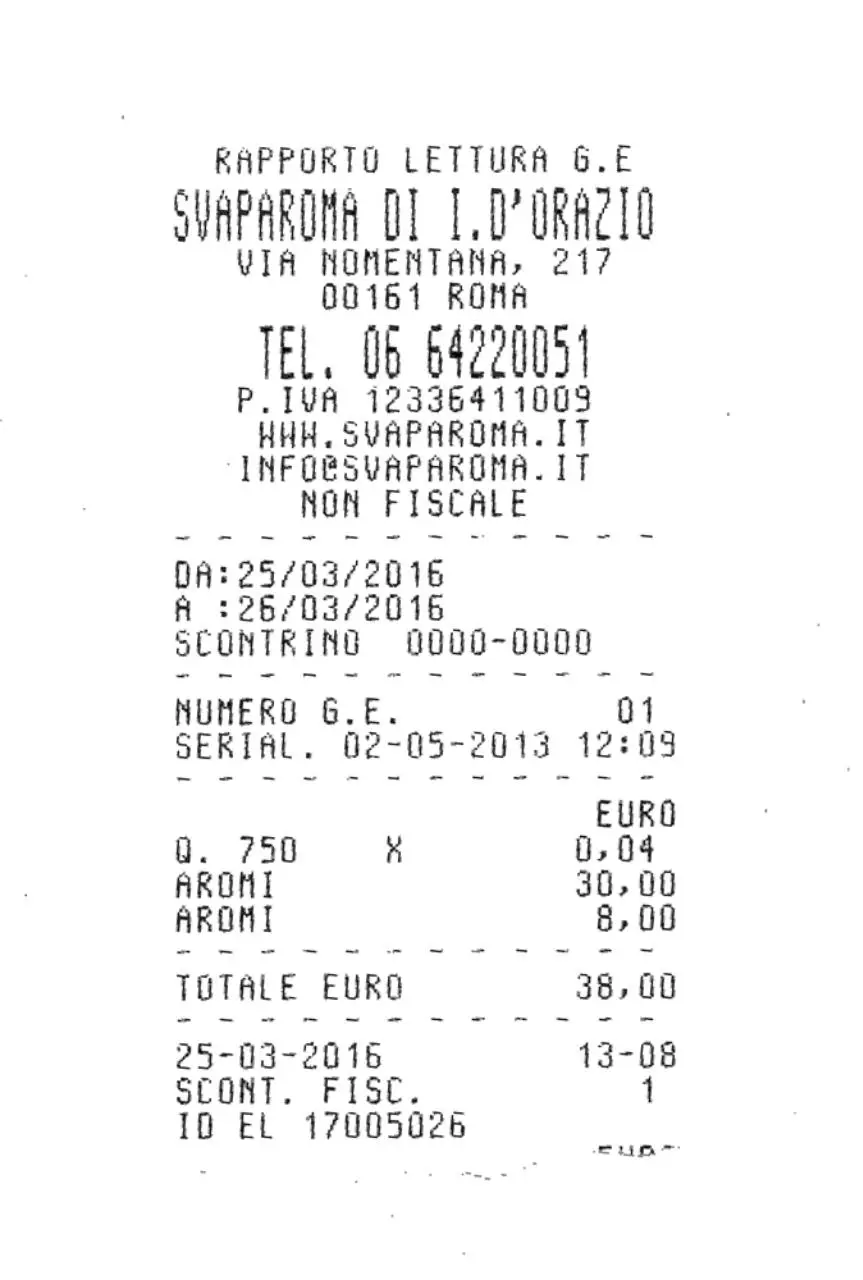 RAPPORTO LETTURA G.E
SVAPAROMA DI I.D'ORAZIO
VIA NOMENTANA, 217
00161 ROMA
TEL. 06 64220051
P.IVA 12336411009
WWW.SVAPAROMA.IT
INFO@SVAPAROMA.IT
NON FISCALE
- - - - - - - - - - - -
DA:25/03/2016
A :26/03/2016
SCONTRINO 0000-0000
- - - - - - - - - - - -
NUMERO G.E. 01
SERIAL. 02-05-2013 12:09
- - - - - - - - - - - -
EURO
Q. 750 X 0,04
AROMI 30,00
AROMI 8,00
- - - - - - - - - - - -
TOTALE EURO 38,00
- - - - - - - - - - - -
25-03-2016 13-08
SCONT. FISC. 1
ID EL 17005026